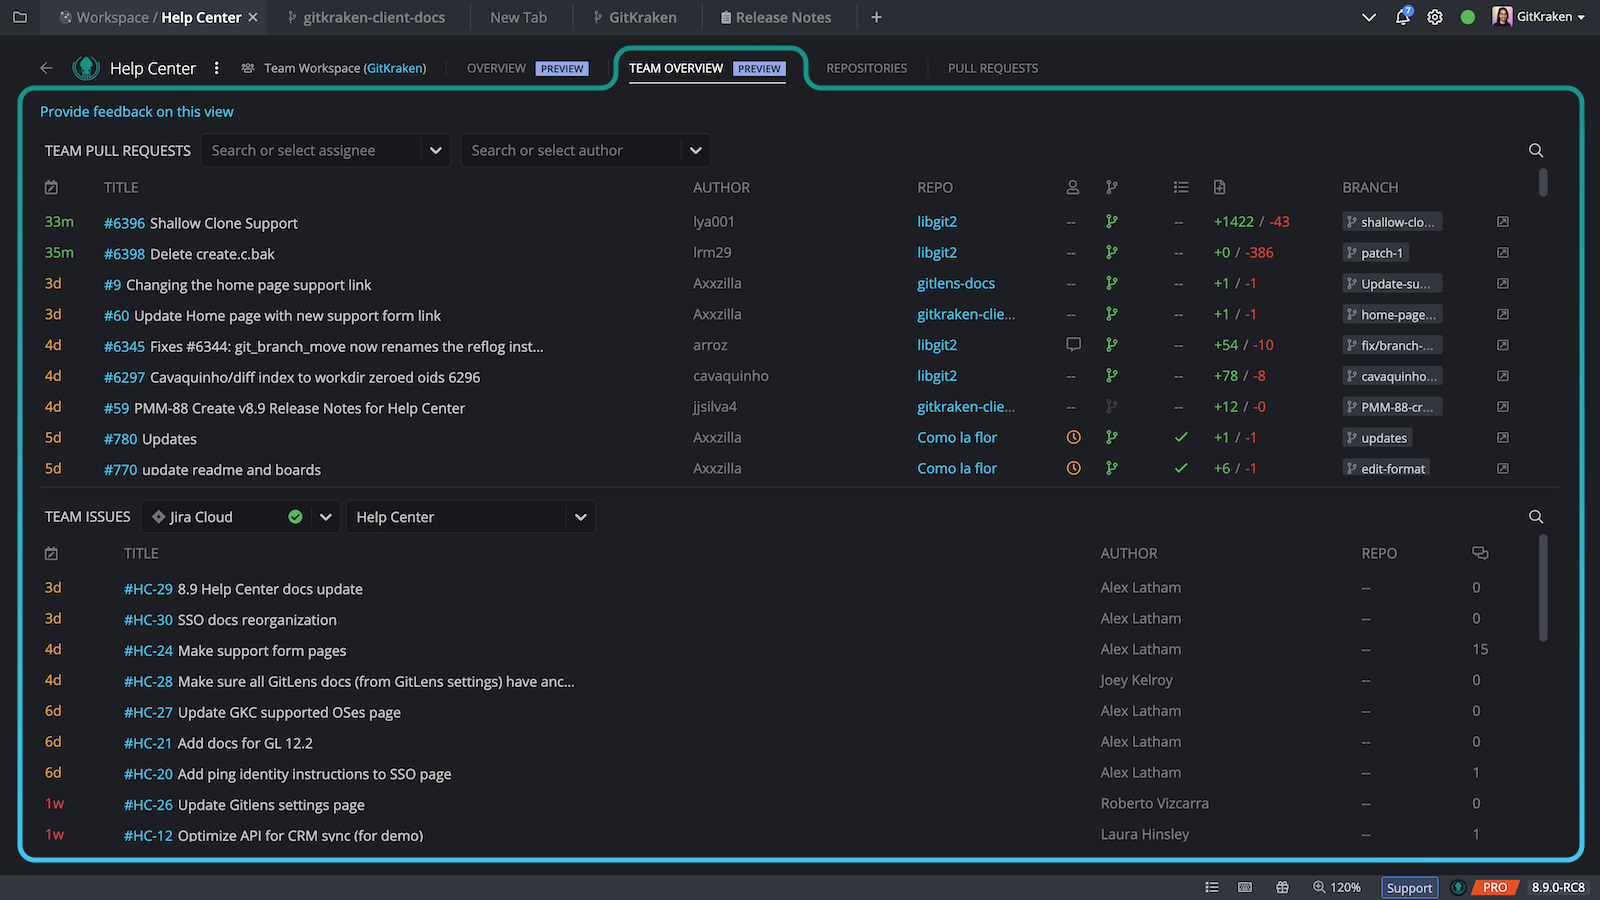 Workspace / Help Center
gitkraken-client-docs
New Tab
GitKraken
Release Notes
7
GitKraken
Help Center
Team Workspace (GitKraken)
OVERVIEW PREVIEW
TEAM OVERVIEW PREVIEW
REPOSITORIES
PULL REQUESTS
Provide feedback on this view
TEAM PULL REQUESTS
Search or select assignee
Search or select author
TITLE AUTHOR REPO BRANCH
33m #6396 Shallow Clone Support lya001 libgit2 -- -- +1422 / -43 shallow-clo...
35m #6398 Delete create.c.bak lrm29 libgit2 -- -- +0 / -386 patch-1
3d #9 Changing the home page support link Axxzilla gitlens-docs -- -- +1 / -1 Update-su...
3d #60 Update Home page with new support form link Axxzilla gitkraken-clie... -- -- +1 / -1 home-page...
4d #6345 Fixes #6344: git_branch_move now renames the reflog inst... arroz libgit2 -- +54 / -10 fix/branch-...
4d #6297 Cavaquinho/diff index to workdir zeroed oids 6296 cavaquinho libgit2 -- -- +78 / -8 cavaquinho...
4d #59 PMM-88 Create v8.9 Release Notes for Help Center jjsilva4 gitkraken-clie... -- -- +12 / -0 PMM-88-cr...
5d #780 Updates Axxzilla Como la flor +1 / -1 updates
5d #770 update readme and boards Axxzilla Como la flor +6 / -1 edit-format
TEAM ISSUES
Jira Cloud
Help Center
TITLE AUTHOR REPO
3d #HC-29 8.9 Help Center docs update Alex Latham -- 0
3d #HC-30 SSO docs reorganization Alex Latham -- 0
4d #HC-24 Make support form pages Alex Latham -- 15
4d #HC-28 Make sure all GitLens docs (from GitLens settings) have anc... Joey Kelroy -- 0
6d #HC-27 Update GKC supported OSes page Alex Latham -- 0
6d #HC-21 Add docs for GL 12.2 Alex Latham -- 0
6d #HC-20 Add ping identity instructions to SSO page Alex Latham -- 1
1w #HC-26 Update Gitlens settings page Roberto Vizcarra -- 0
1w #HC-12 Optimize API for CRM sync (for demo) Laura Hinsley -- 1
120%
Support
PRO
8.9.0-RC8